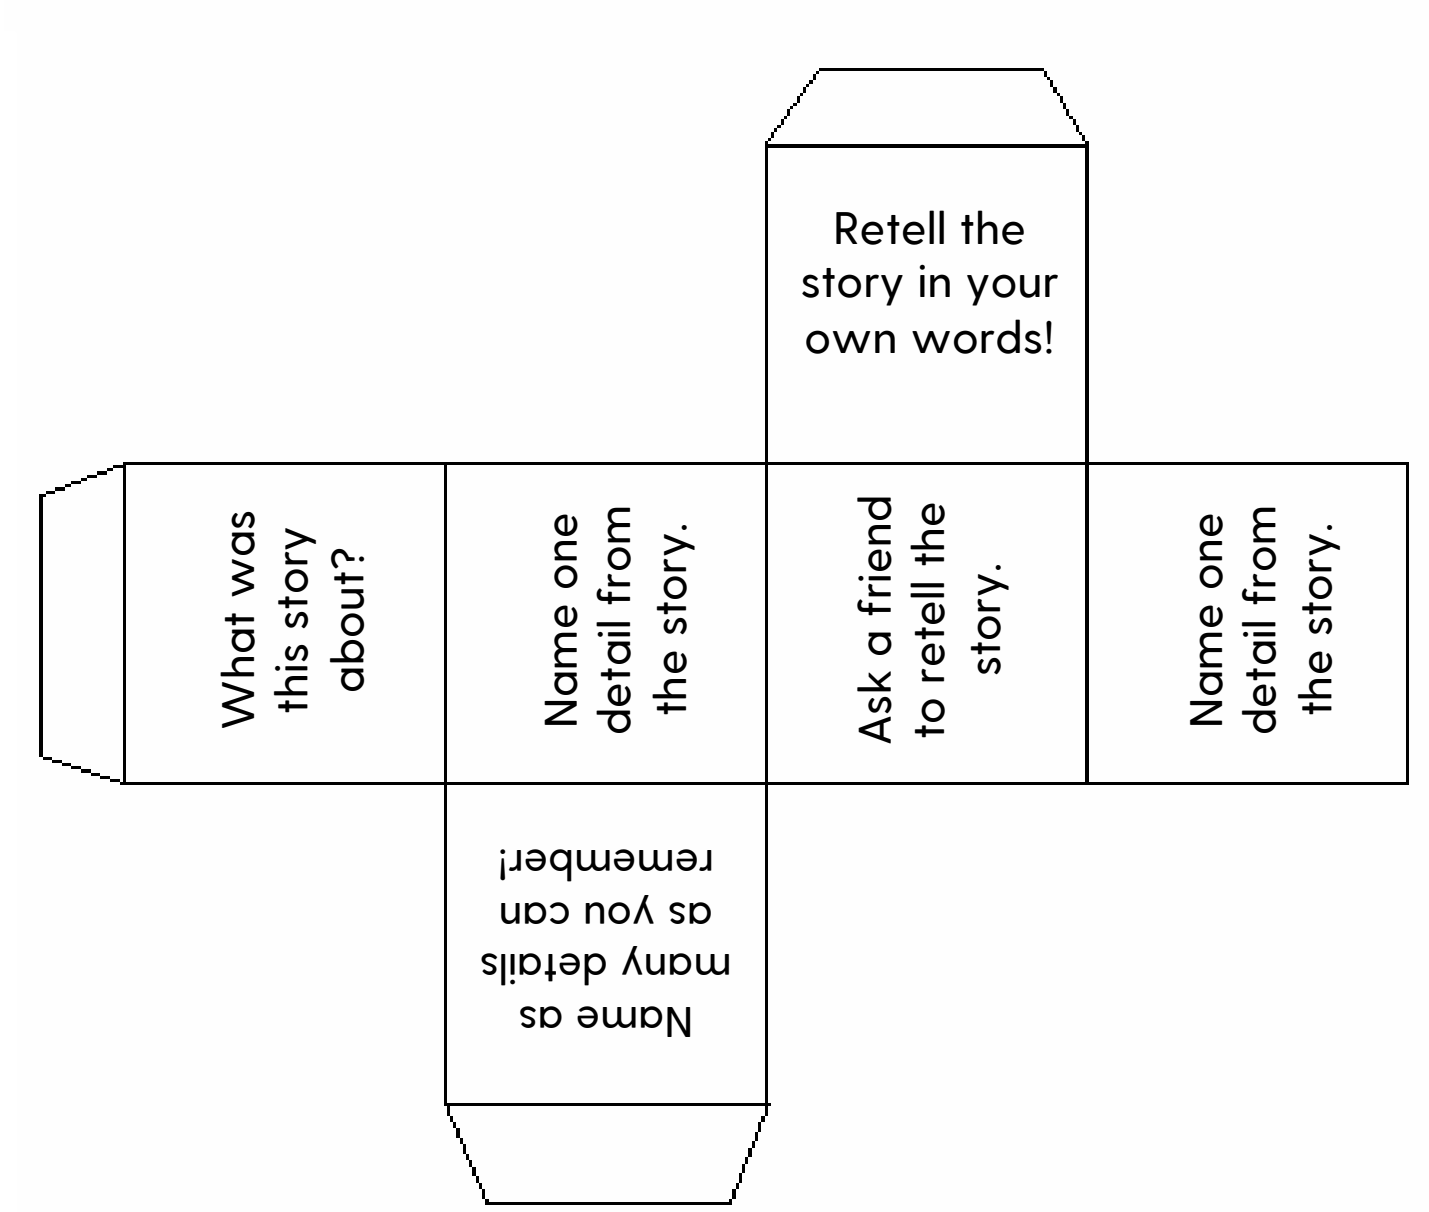 Retell the
story in your
own words!
What was
this story
about?
Name one
detail from
the story.
Ask a friend
to retell the
story.
Name one
detail from
the story.
Name as
many details
as you can
remember!